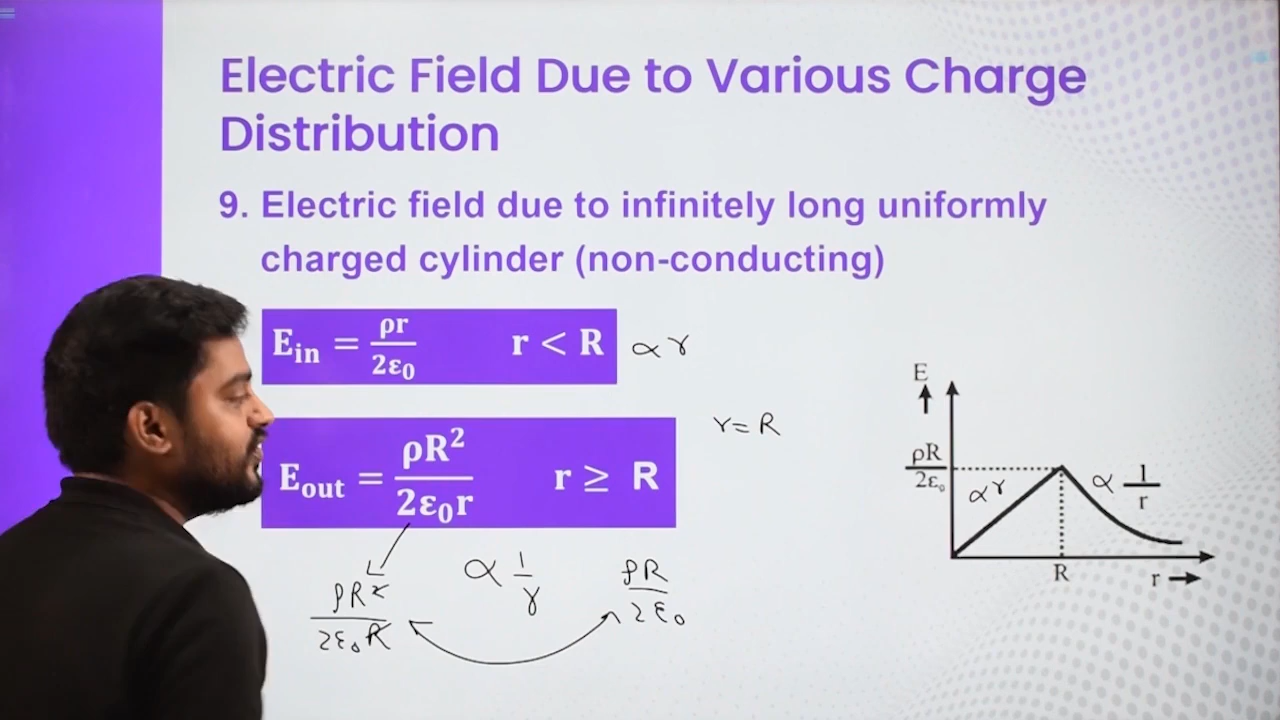 Electric Field Due to Various Charge
Distribution
9. Electric field due to infinitely long uniformly
charged cylinder (non-conducting)
E_in = ρr/2ε₀ r < R ∝ r
r = R
E_out = ρR²/2ε₀r r ≥ R
ρR²/2ε₀R ∝ 1/r ρR/2ε₀
E
ρR/2ε₀
∝r ∝ 1/r
R r